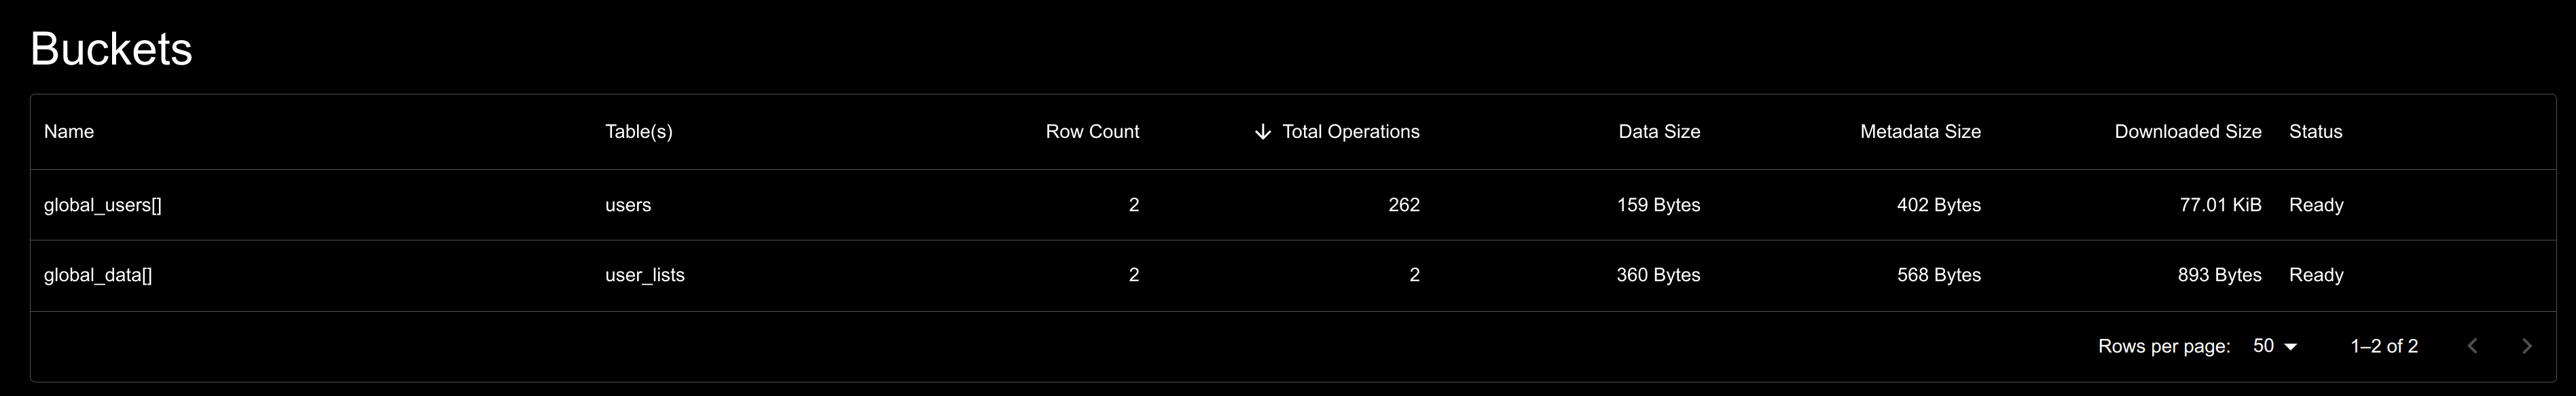 Buckets
Name Table(s) Row Count ↓ Total Operations Data Size Metadata Size Downloaded Size Status
global_users[] users 2 262 159 Bytes 402 Bytes 77.01 KiB Ready
global_data[] user_lists 2 2 360 Bytes 568 Bytes 893 Bytes Ready
Rows per page: 50 1–2 of 2